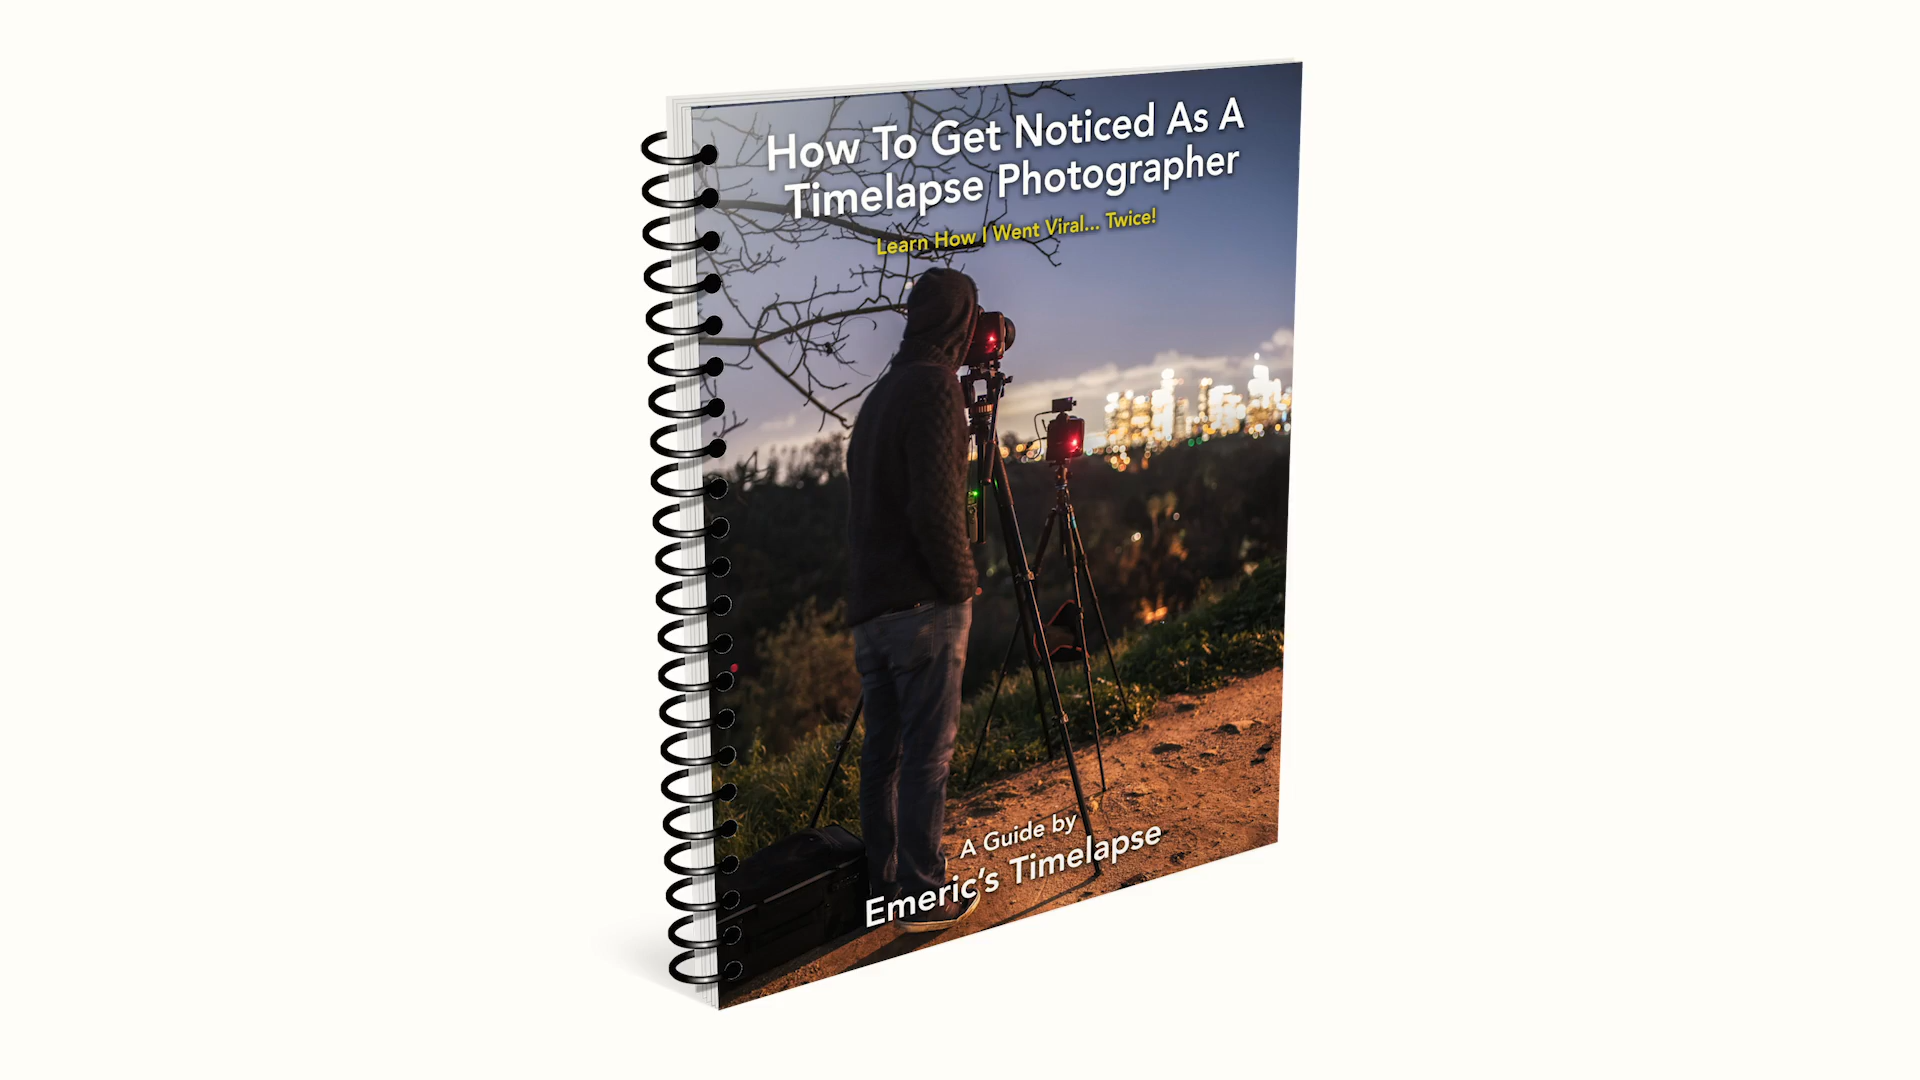 How To Get Noticed As A
Timelapse Photographer
Learn How I Went Viral... Twice!
A Guide by
Emeric's Timelapse